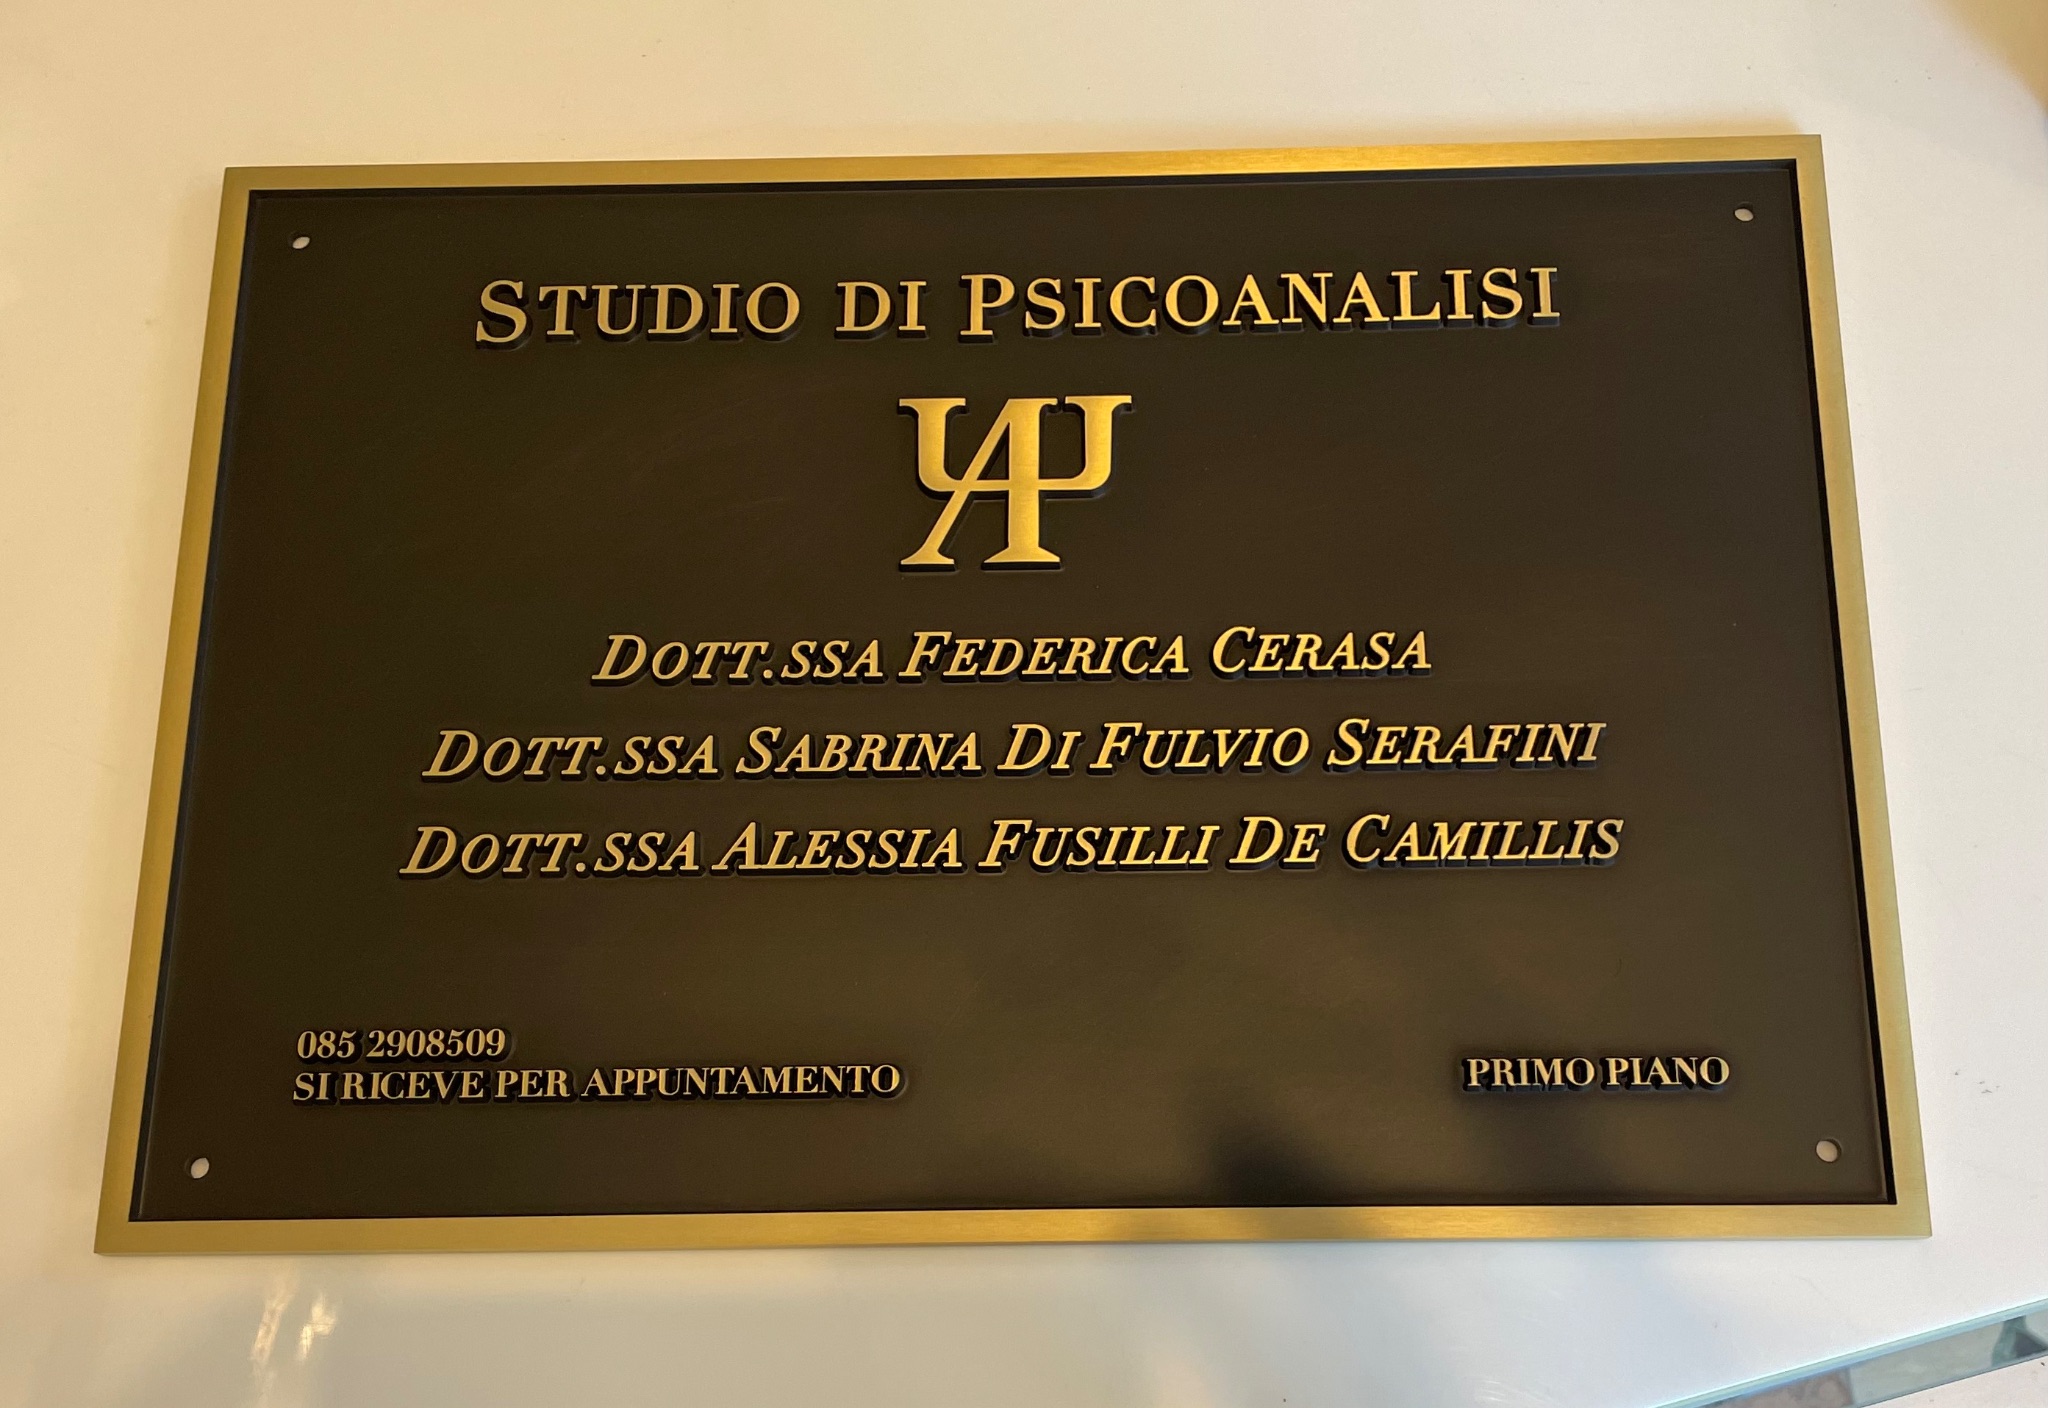 STUDIO DI PSICOANALISI
DOTT.SSA FEDERICA CERASA
DOTT.SSA SABRINA DI FULVIO SERAFINI
DOTT.SSA ALESSIA FUSILLI DE CAMILLIS
085 2908509
SI RICEVE PER APPUNTAMENTO
PRIMO PIANO